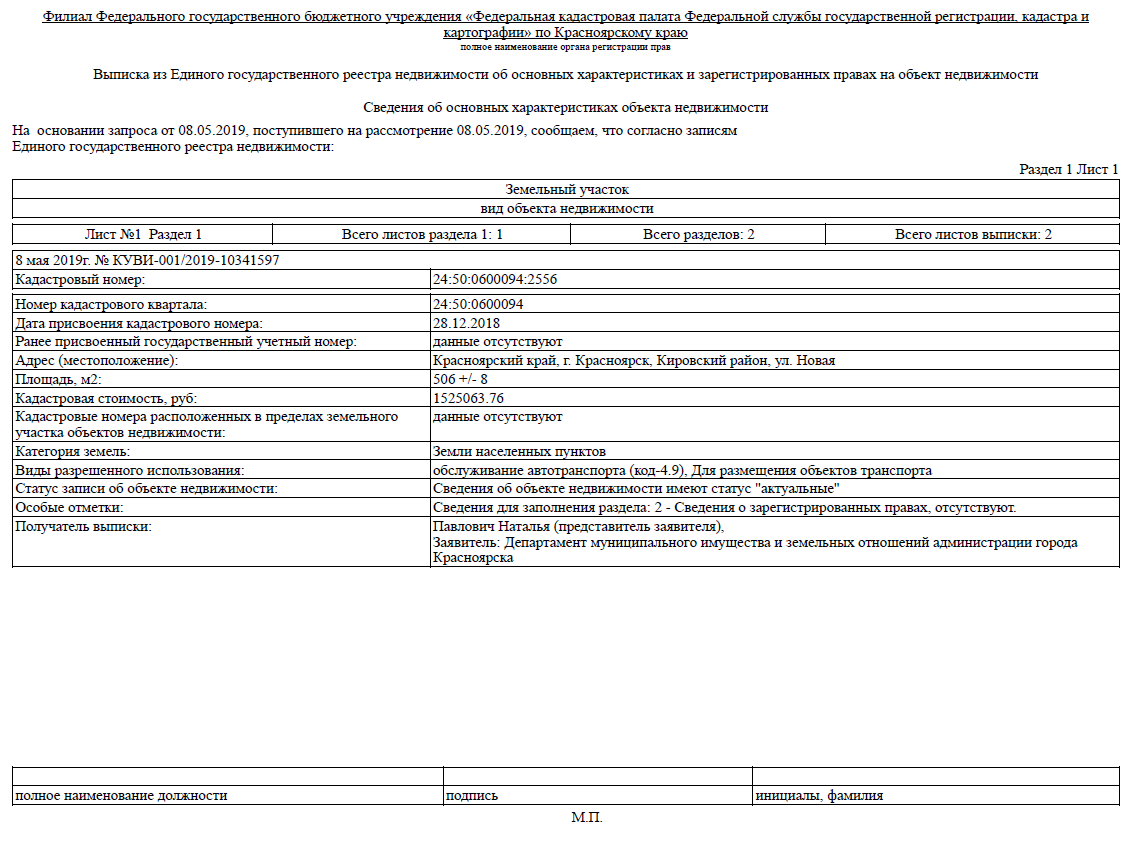 Филиал Федерального государственного бюджетного учреждения «Федеральная кадастровая палата Федеральной службы государственной регистрации, кадастра и
картографии» по Красноярскому краю
полное наименование органа регистрации прав
Выписка из Единого государственного реестра недвижимости об основных характеристиках и зарегистрированных правах на объект недвижимости
Сведения об основных характеристиках объекта недвижимости
На основании запроса от 08.05.2019, поступившего на рассмотрение 08.05.2019, сообщаем, что согласно записям
Единого государственного реестра недвижимости:
Раздел 1 Лист 1
Земельный участок
вид объекта недвижимости
Лист №1 Раздел 1 Всего листов раздела 1: 1 Всего разделов: 2 Всего листов выписки: 2
8 мая 2019г. № КУВИ-001/2019-10341597
Кадастровый номер: 24:50:0600094:2556
Номер кадастрового квартала: 24:50:0600094
Дата присвоения кадастрового номера: 28.12.2018
Ранее присвоенный государственный учетный номер: данные отсутствуют
Адрес (местоположение): Красноярский край, г. Красноярск, Кировский район, ул. Новая
Площадь, м2: 506 +/- 8
Кадастровая стоимость, руб: 1525063.76
Кадастровые номера расположенных в пределах земельного данные отсутствуют
участка объектов недвижимости:
Категория земель: Земли населенных пунктов
Виды разрешенного использования: обслуживание автотранспорта (код-4.9), Для размещения объектов транспорта
Статус записи об объекте недвижимости: Сведения об объекте недвижимости имеют статус "актуальные"
Особые отметки: Сведения для заполнения раздела: 2 - Сведения о зарегистрированных правах, отсутствуют.
Получатель выписки: Павлович Наталья (представитель заявителя),
Заявитель: Департамент муниципального имущества и земельных отношений администрации города
Красноярска
полное наименование должности подпись инициалы, фамилия
М.П.